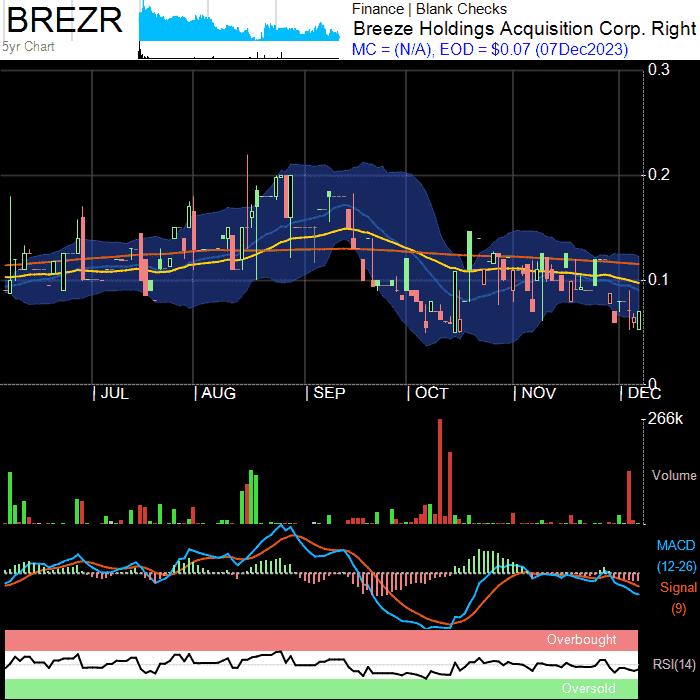 BREZR
5yr Chart
Finance | Blank Checks
Breeze Holdings Acquisition Corp. Right
MC = (N/A), EOD = $0.07 (07Dec2023)
0.3
0.2
0.1
0
JUL
AUG
SEP
OCT
NOV
DEC
266k
Volume
MACD
(12-26)
Signal
(9)
Overbought
RSI(14)
Oversold